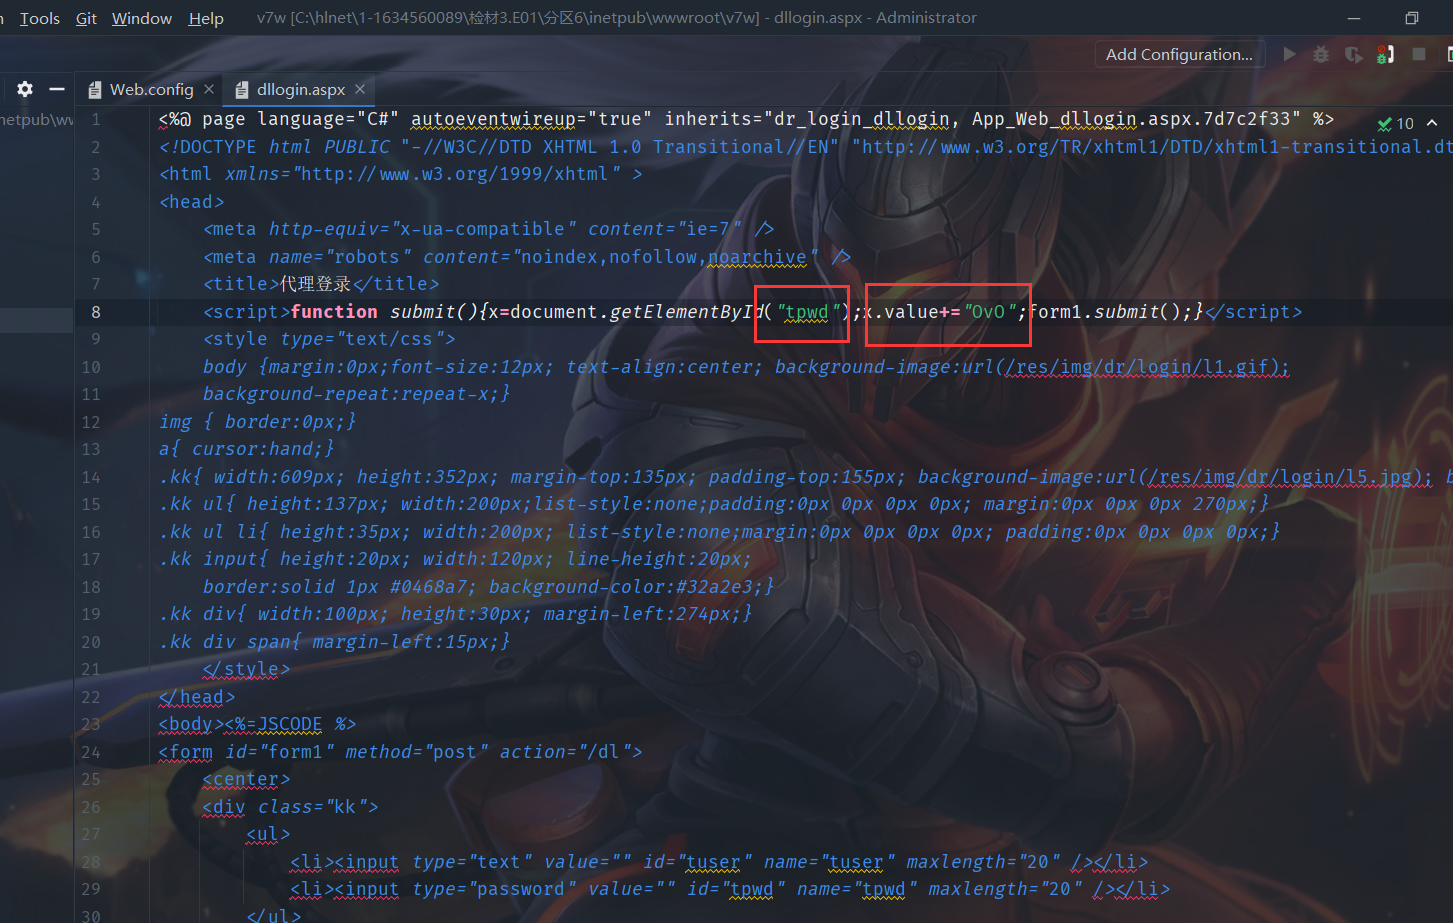 Tools Git Window Help v7w [C:\hlnet\1-1634560089\检材3.E01\分区6\inetpub\wwwroot\v7w] - dllogin.aspx - Administrator
Add Configuration...
Web.config dllogin.aspx
1 <%@ page language="C#" autoeventwireup="true" inherits="dr_login_dllogin, App_Web_dllogin.aspx.7d7c2f33" %> 10
2 <!DOCTYPE html PUBLIC "-//W3C//DTD XHTML 1.0 Transitional//EN" "http://www.w3.org/TR/xhtml1/DTD/xhtml1-transitional.dt
3 <html xmlns="http://www.w3.org/1999/xhtml" >
4 <head>
5 <meta http-equiv="x-ua-compatible" content="ie=7" />
6 <meta name="robots" content="noindex,nofollow,noarchive" />
7 <title>代理登录</title>
8 <script>function submit(){x=document.getElementById("tpwd");x.value+="OvO";form1.submit();}</script>
9 <style type="text/css">
10 body {margin:0px;font-size:12px; text-align:center; background-image:url(/res/img/dr/login/l1.gif);
11 background-repeat:repeat-x;}
12 img { border:0px;}
13 a{ cursor:hand;}
14 .kk{ width:609px; height:352px; margin-top:135px; padding-top:155px; background-image:url(/res/img/dr/login/l5.jpg); b
15 .kk ul{ height:137px; width:200px;list-style:none;padding:0px 0px 0px 0px; margin:0px 0px 0px 270px;}
16 .kk ul li{ height:35px; width:200px; list-style:none;margin:0px 0px 0px 0px; padding:0px 0px 0px 0px;}
17 .kk input{ height:20px; width:120px; line-height:20px;
18 border:solid 1px #0468a7; background-color:#32a2e3;}
19 .kk div{ width:100px; height:30px; margin-left:274px;}
20 .kk div span{ margin-left:15px;}
21 </style>
22 </head>
23 <body><%=JSCODE %>
24 <form id="form1" method="post" action="/dl">
25 <center>
26 <div class="kk">
27 <ul>
28 <li><input type="text" value="" id="tuser" name="tuser" maxlength="20" /></li>
29 <li><input type="password" value="" id="tpwd" name="tpwd" maxlength="20" /></li>
30 </ul>